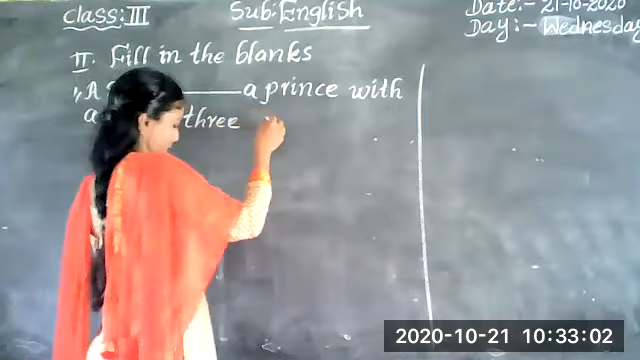 Class: III
Sub: English
Date:- 21-10-2020
Day:- Wednesday
II. Fill in the blanks
1, A a prince with
a three
2020-10-21 10:33:02